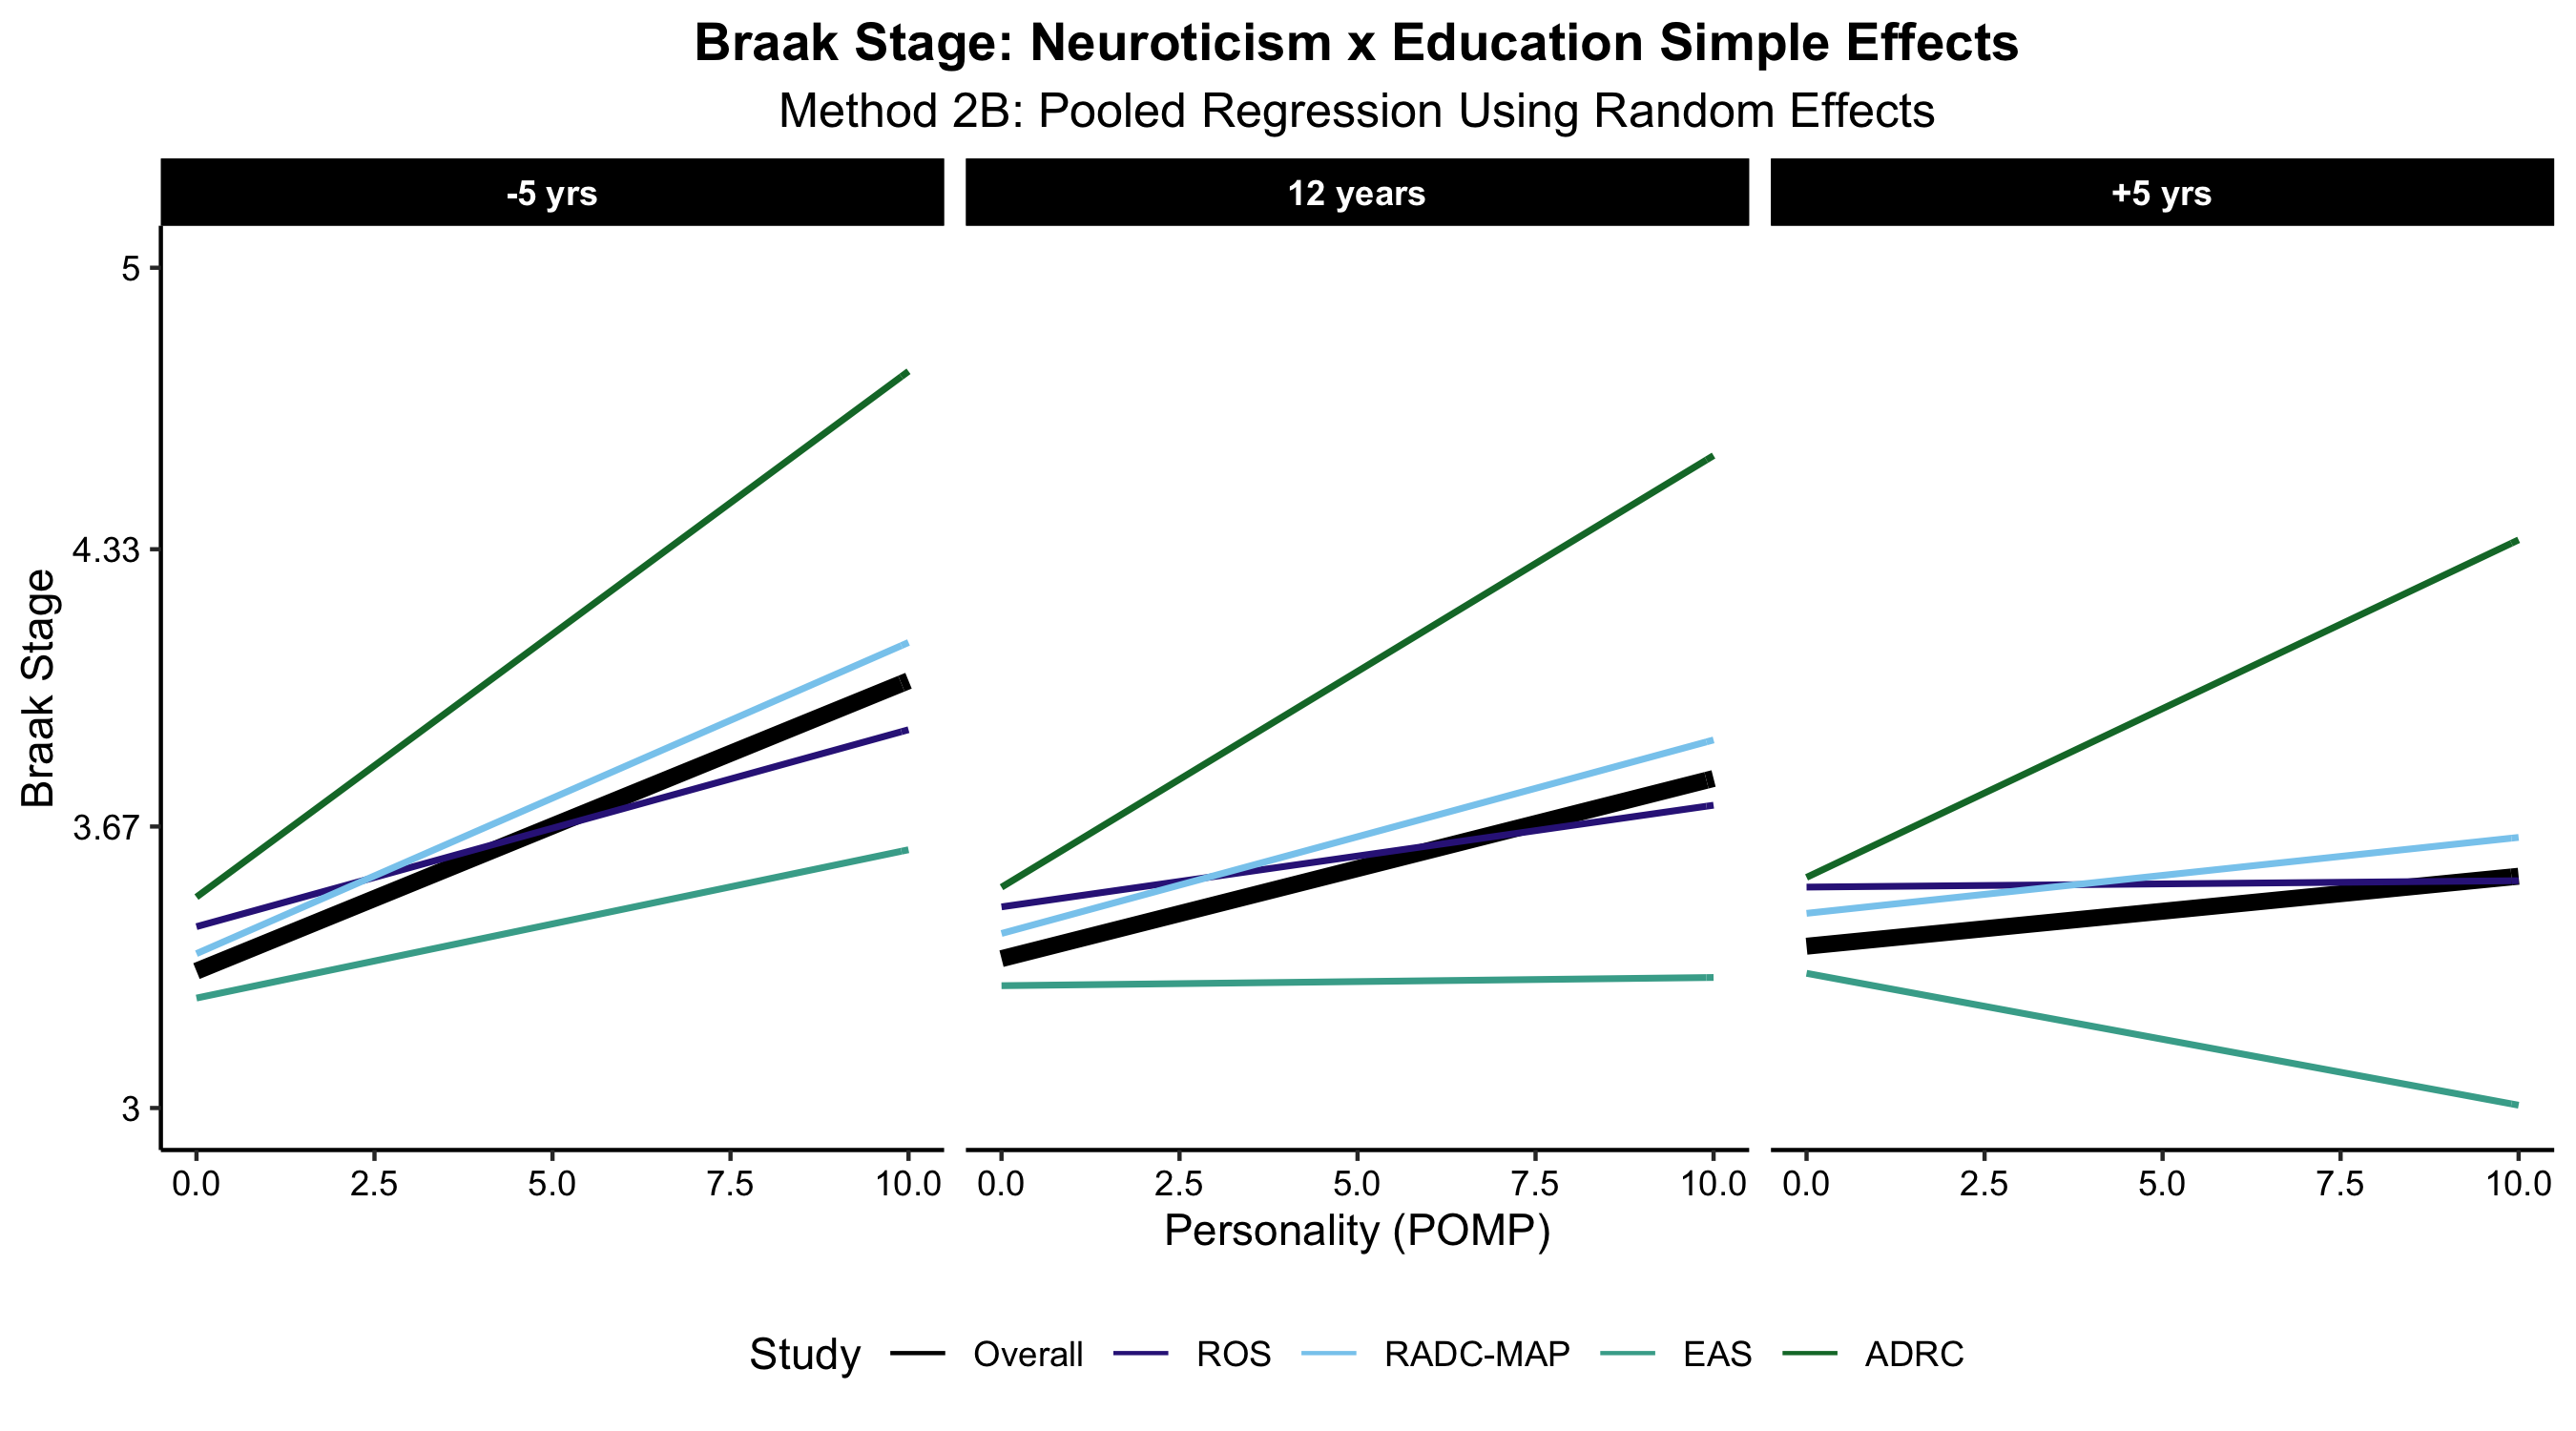 Braak Stage: Neuroticism x Education Simple Effects
Method 2B: Pooled Regression Using Random Effects
-5 yrs 12 years +5 yrs
Braak Stage
5
4.33
3.67
3
0.0 2.5 5.0 7.5 10.0 0.0 2.5 5.0 7.5 10.0 0.0 2.5 5.0 7.5 10.0
Personality (POMP)
Study Overall ROS RADC-MAP EAS ADRC